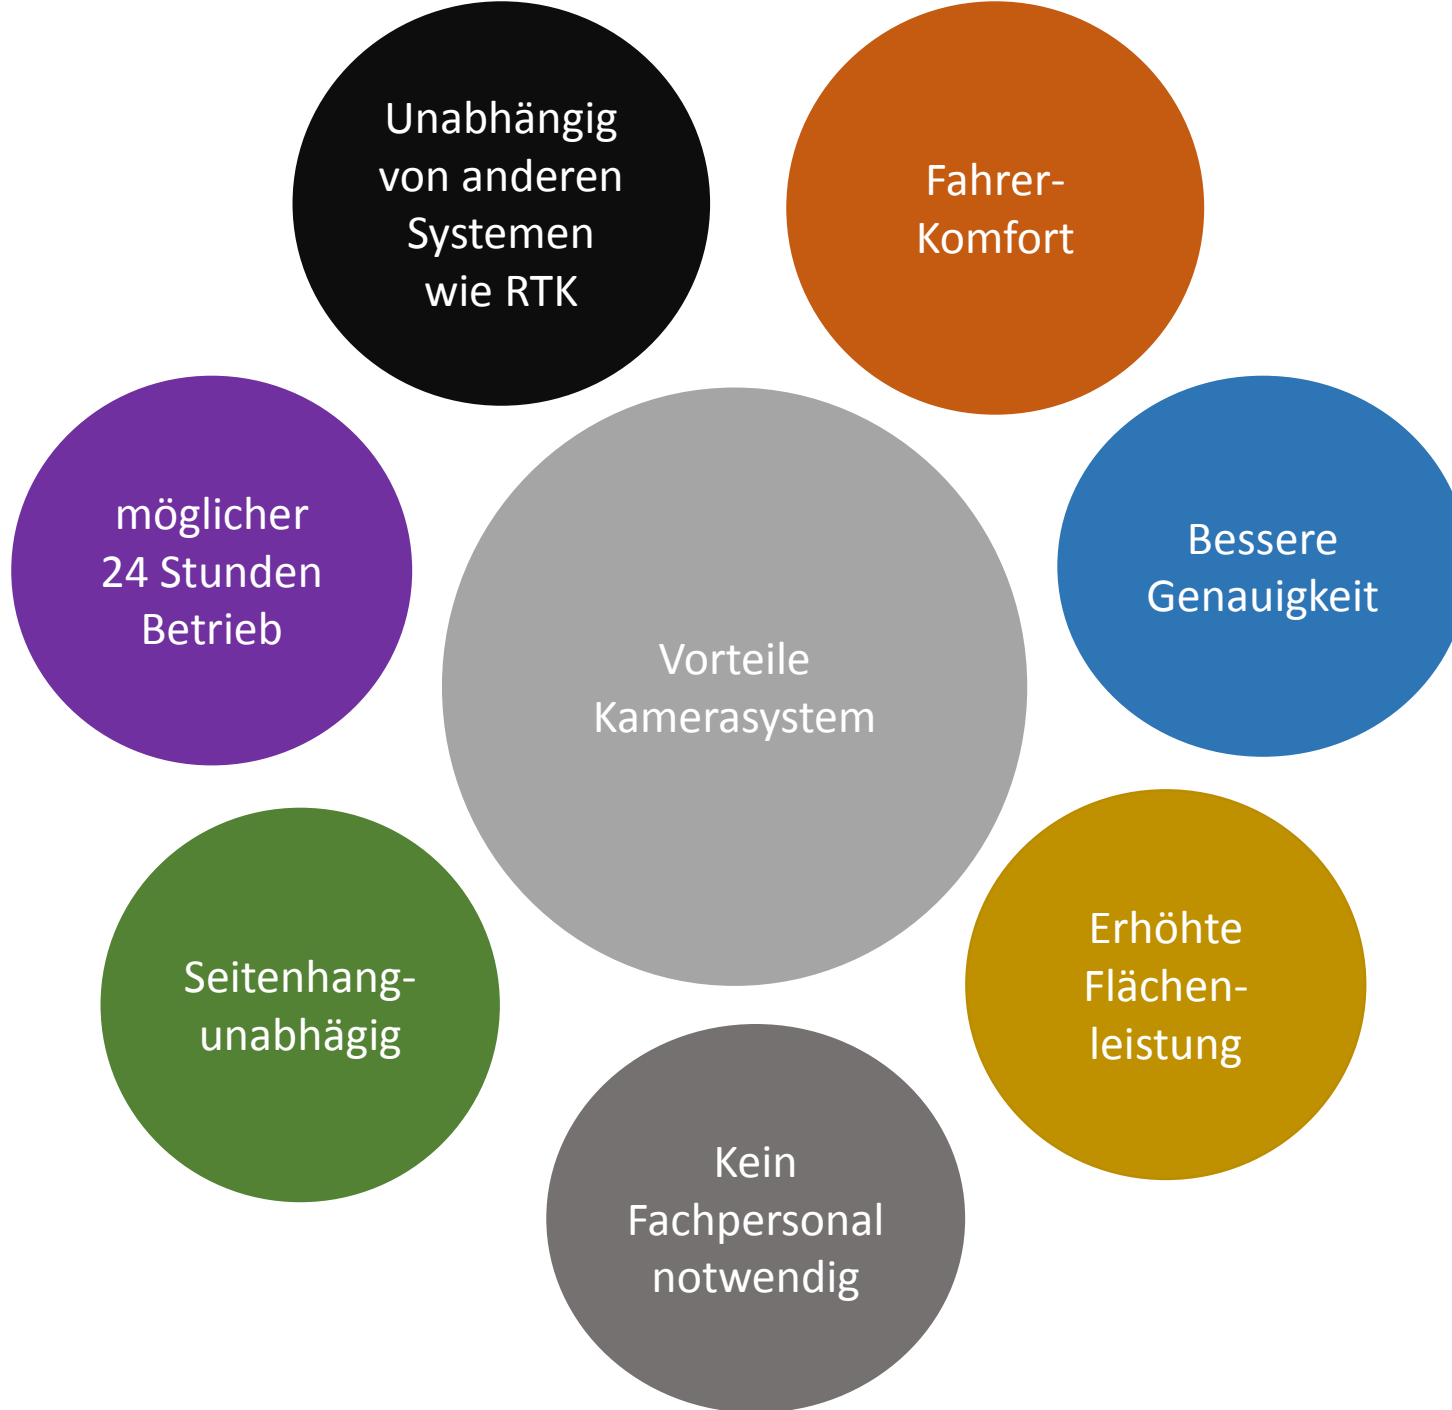 Unabhängig
von anderen
Systemen
wie RTK
Fahrer-
Komfort
möglicher
24 Stunden
Betrieb
Bessere
Genauigkeit
Vorteile
Kamerasystem
Seitenhang-
unabhägig
Erhöhte
Flächen-
leistung
Kein
Fachpersonal
notwendig